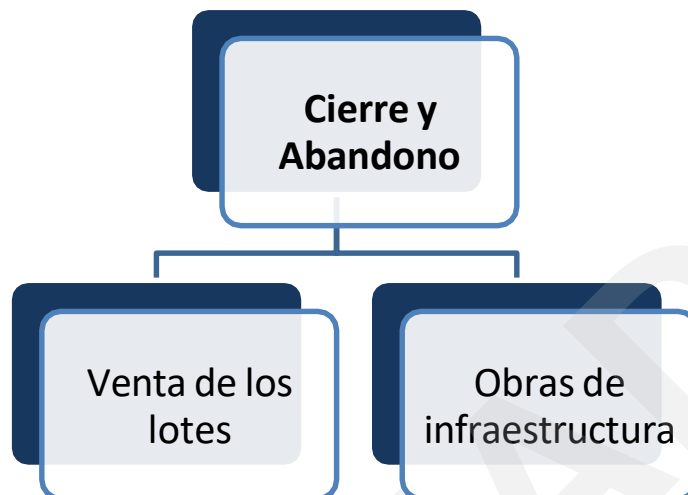 Cierre y
Abandono
Venta de los
lotes
Obras de
infraestructura